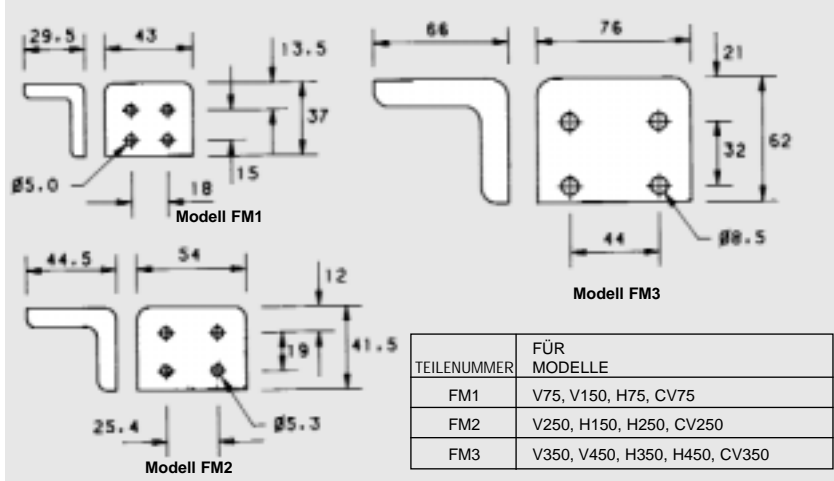 29.5
43
13.5
37
15
Ø5.0
18
Modell FM1
66
76
21
62
32
44
Ø8.5
Modell FM3
44.5
54
12
41.5
19
25.4
Ø5.3
Modell FM2
TEILENUMMER FÜR MODELLE
FM1 V75, V150, H75, CV75
FM2 V250, H150, H250, CV250
FM3 V350, V450, H350, H450, CV350